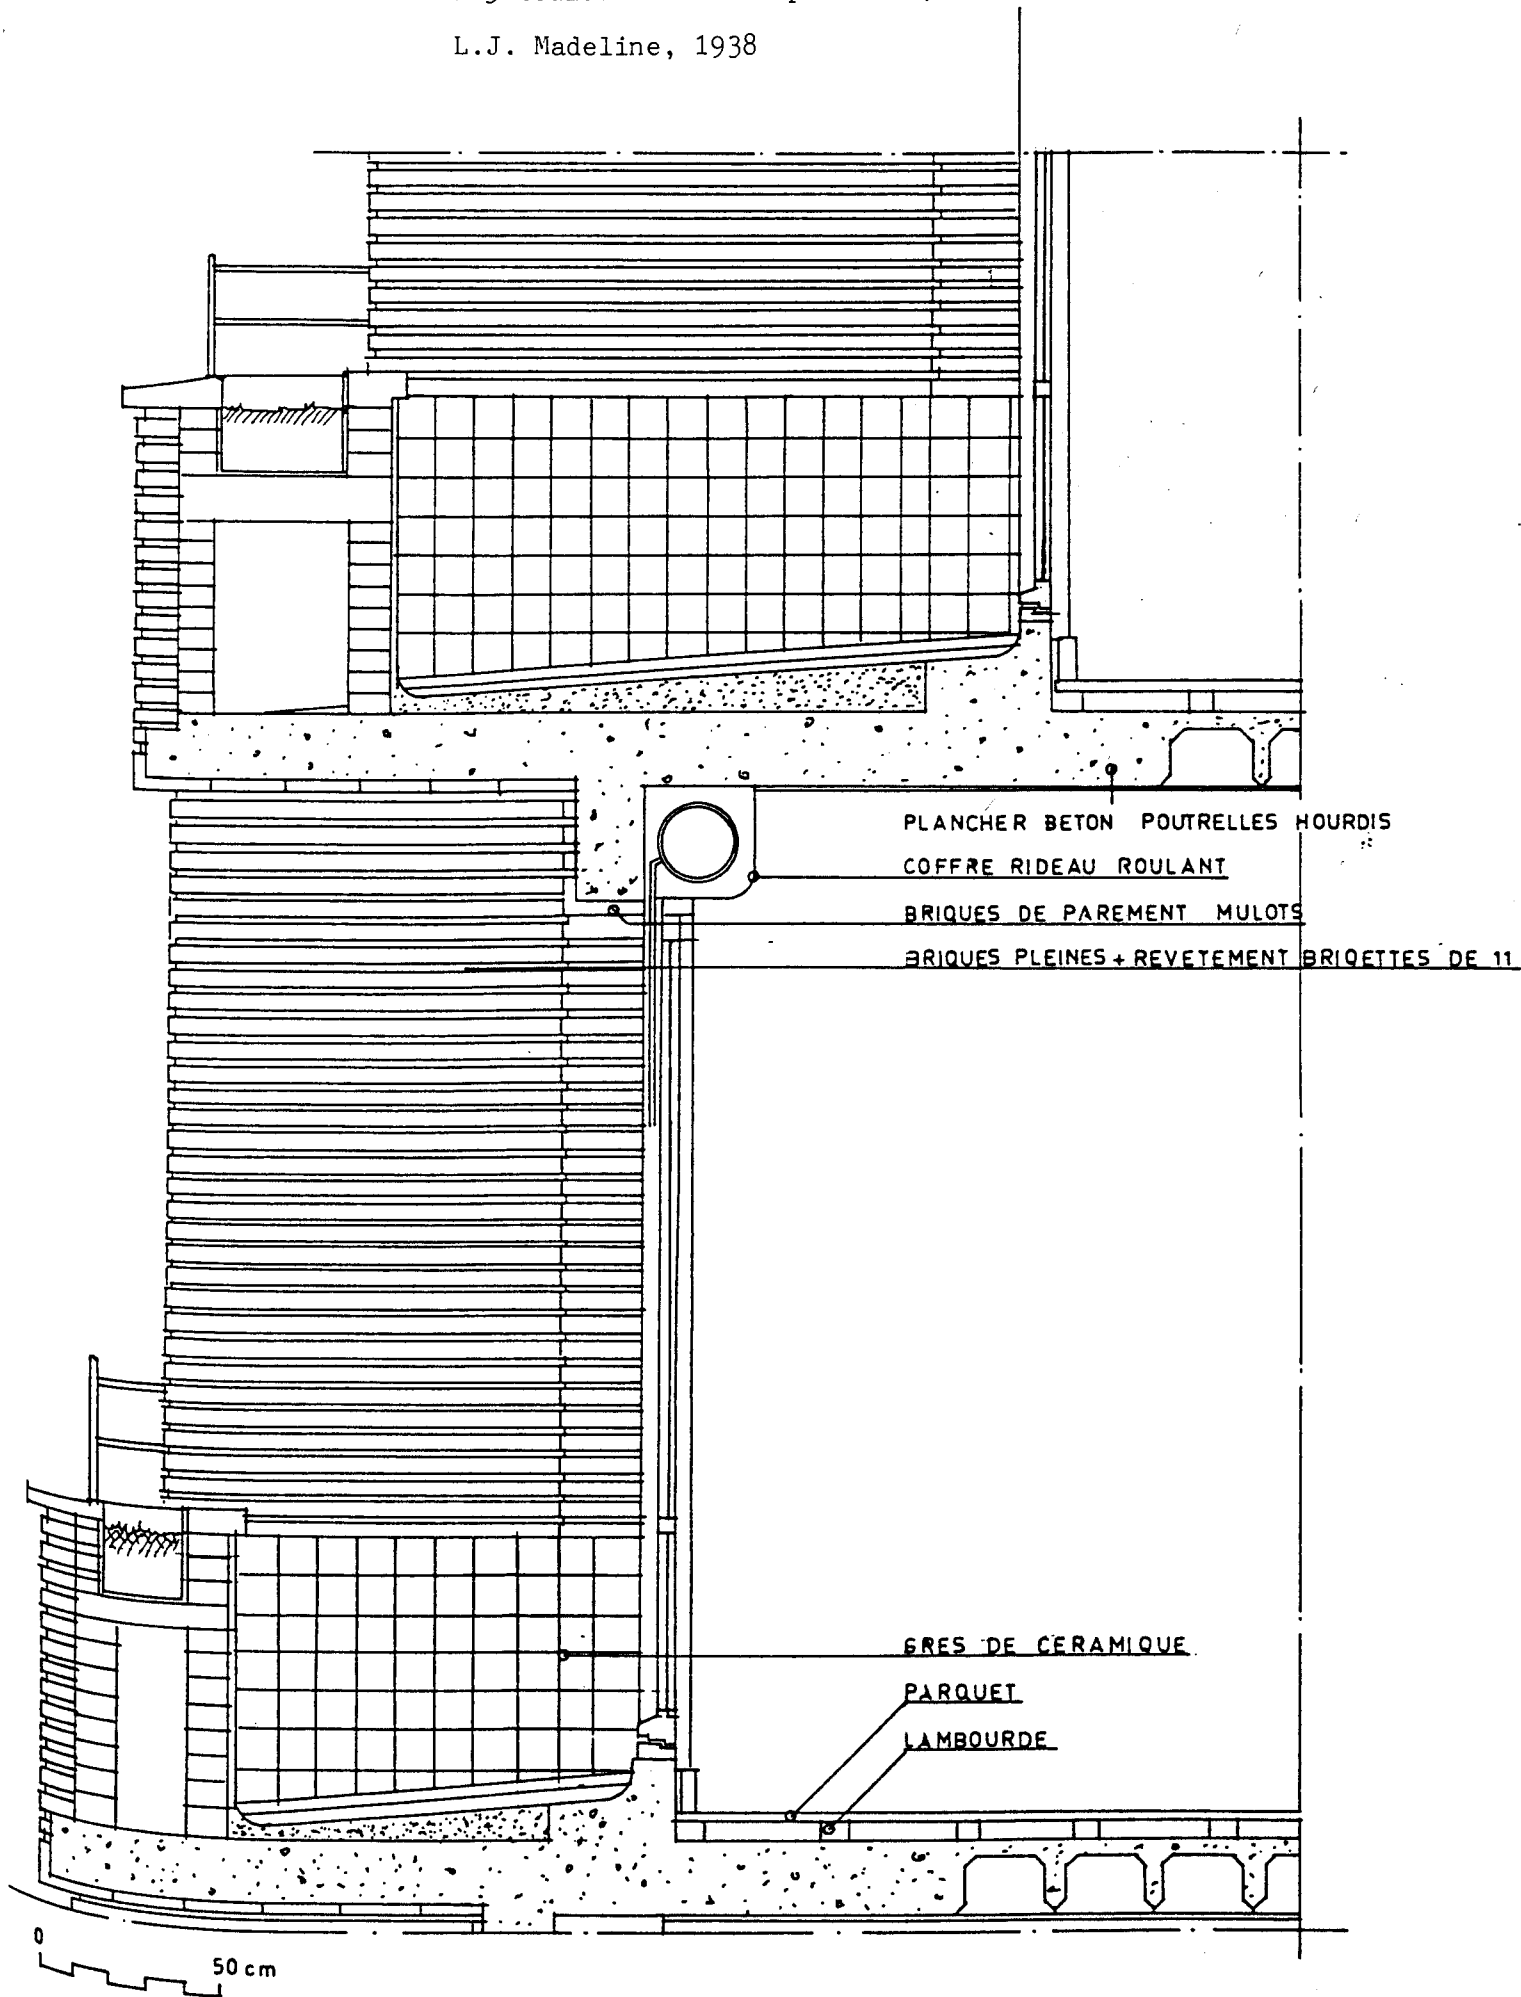 L.J. Madeline, 1938
PLANCHER BETON POUTRELLES HOURDIS
COFFRE RIDEAU ROULANT
BRIQUES DE PAREMENT MULOTS
BRIQUES PLEINES + REVETEMENT BRIQETTES DE 11
GRES DE CERAMIQUE
PARQUET
LAMBOURDE
0
50 cm